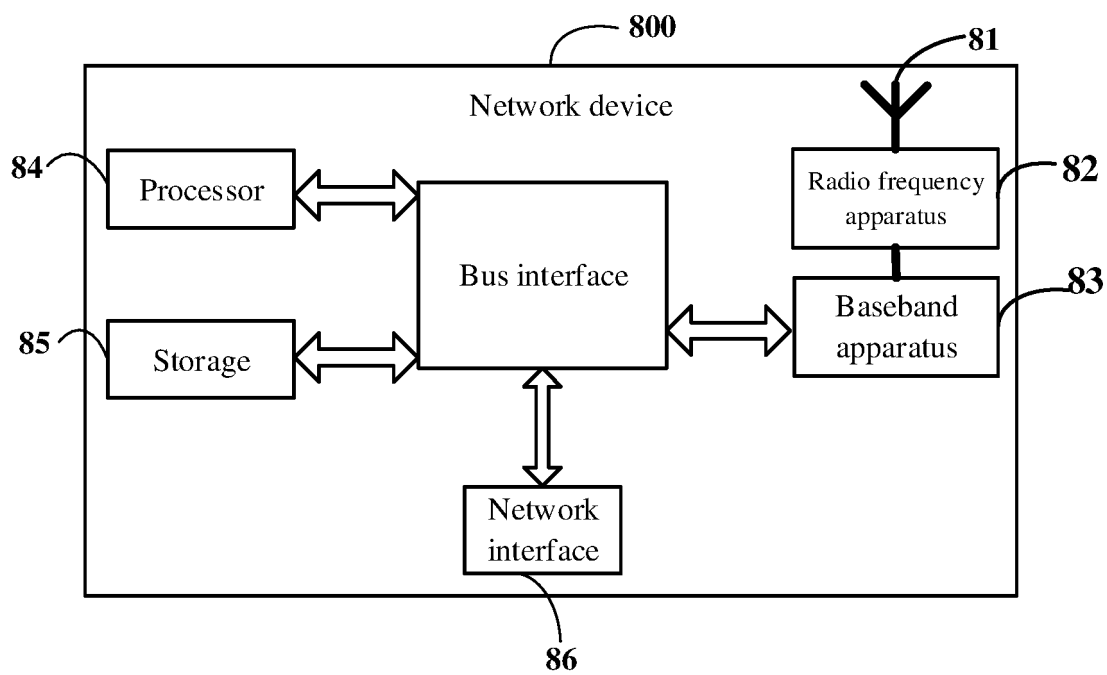 800
81
Network device
84
Processor
Radio frequency
apparatus
82
Bus interface
83
Baseband
apparatus
85
Storage
Network
interface
86